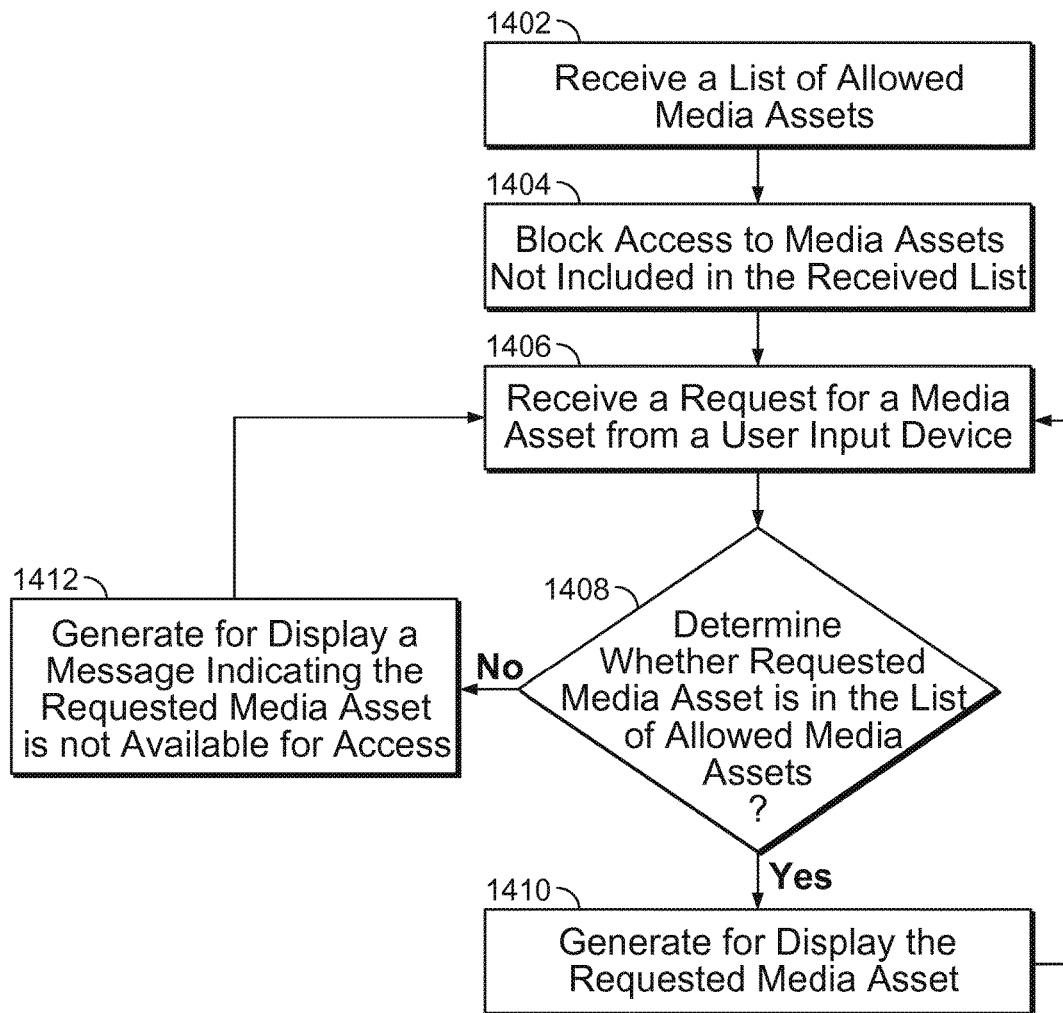 1402
Receive a List of Allowed
Media Assets
1404
Block Access to Media Assets
Not Included in the Received List
1406
Receive a Request for a Media
Asset from a User Input Device
1408
Determine
Whether Requested
Media Asset is in the List
of Allowed Media
Assets
?
No
1412
Generate for Display a
Message Indicating the
Requested Media Asset
is not Available for Access
Yes
1410
Generate for Display the
Requested Media Asset